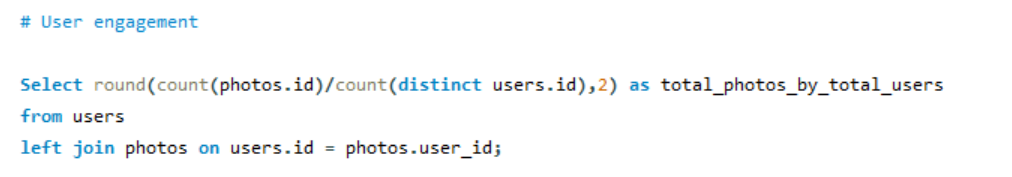 # User engagement
Select round(count(photos.id)/count(distinct users.id),2) as total_photos_by_total_users
from users
left join photos on users.id = photos.user_id;